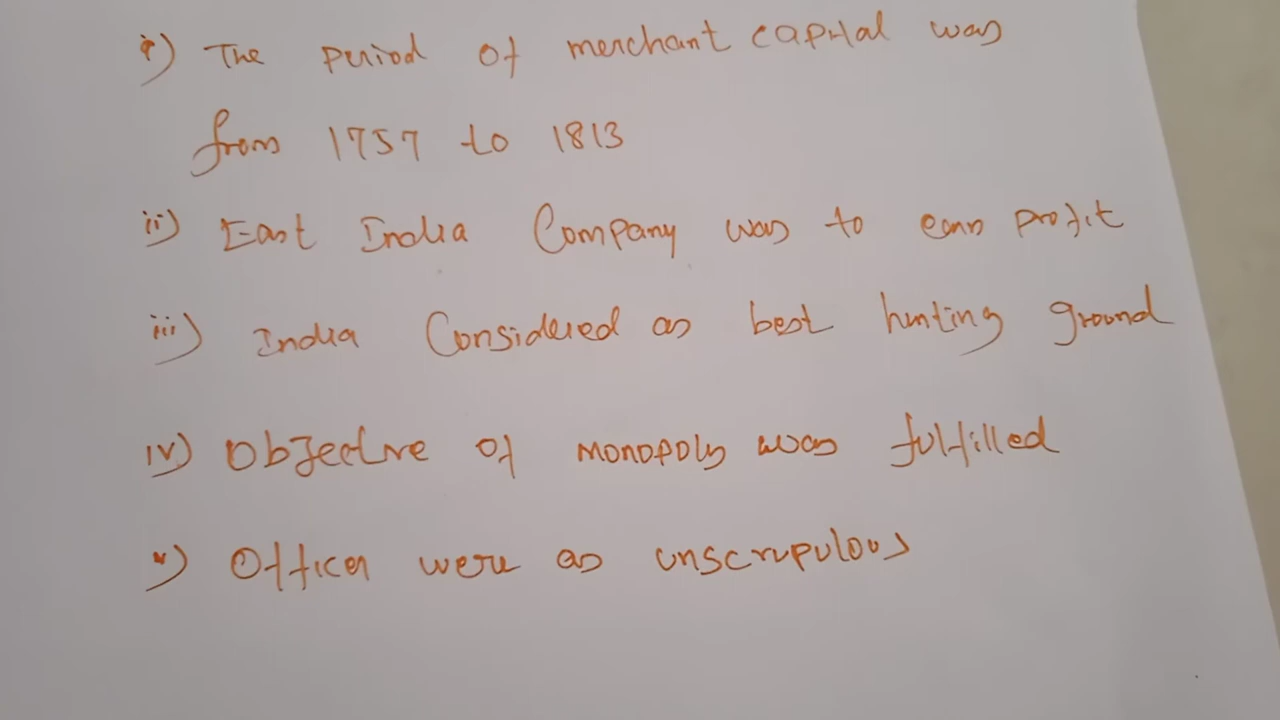 i) The period of merchant capital was
from 1757 to 1813
ii) East India Company was to earn profit
iii) India Considered as best hunting ground
iv) Objective of monopoly was fulfilled
v) Officer were as unscrupulous